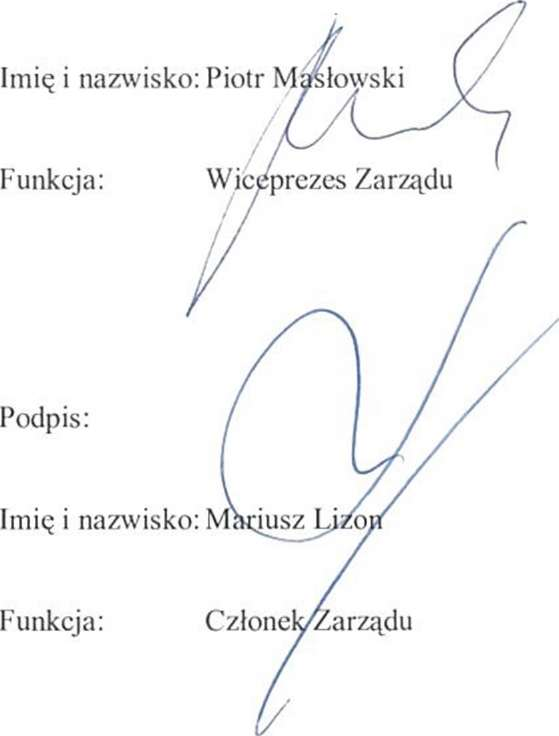 Imię i nazwisko: Piotr Masłowski
Funkcja: Wiceprezes Zarządu
Podpis:
Imię i nazwisko: Mariusz Lizon
Funkcja: Członek Zarządu